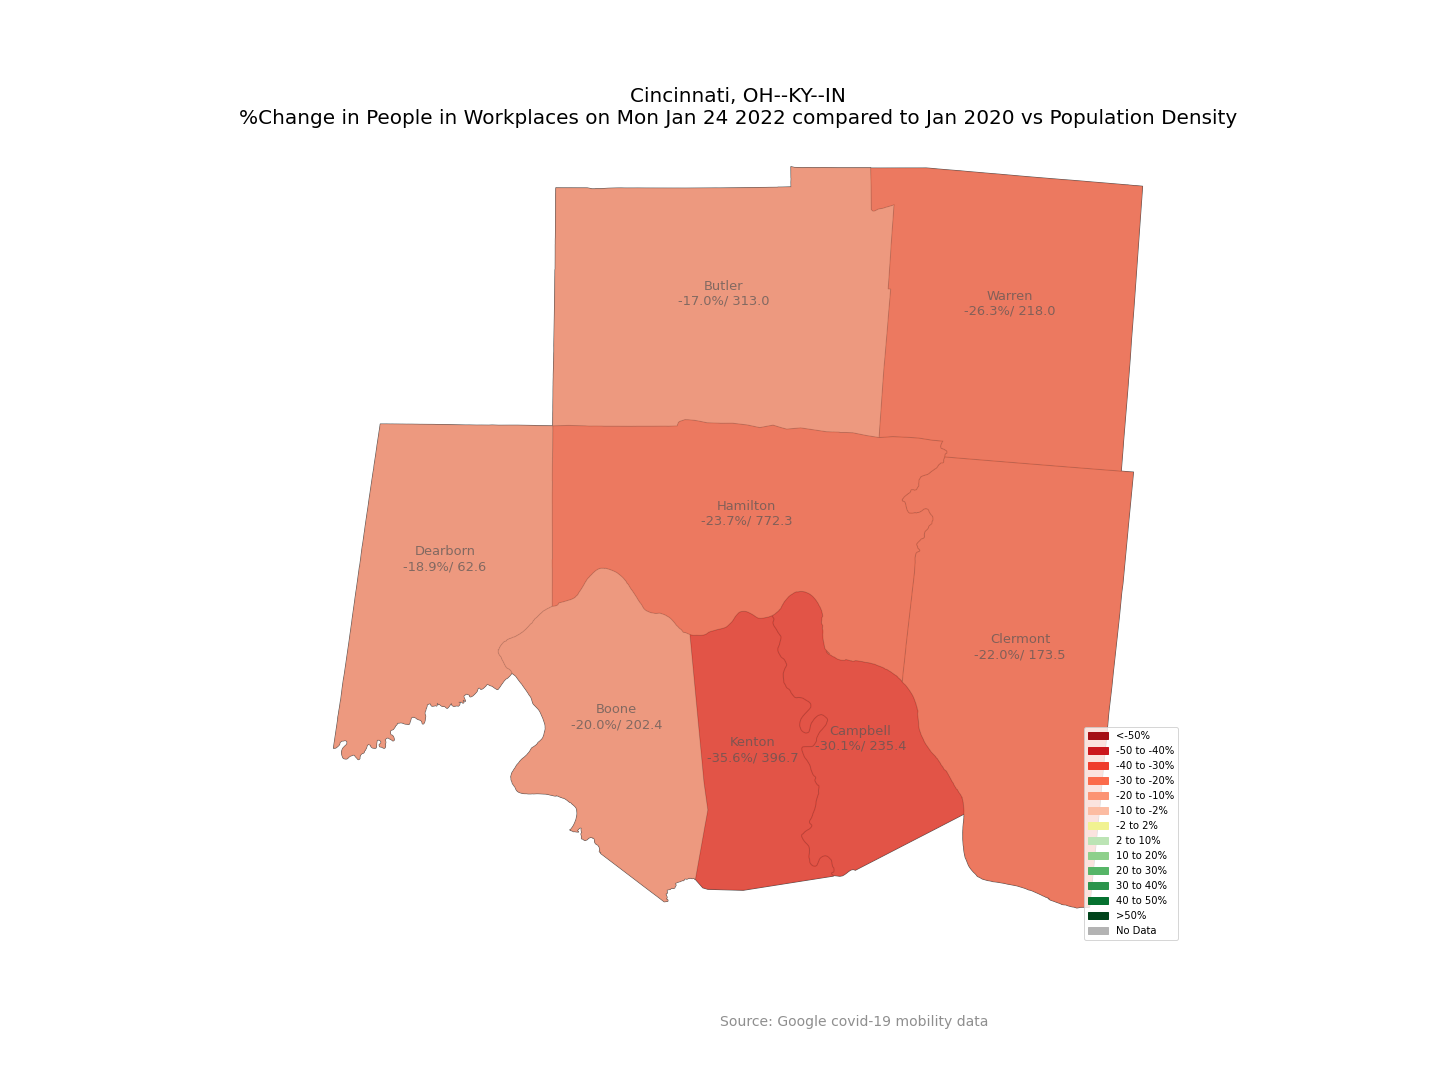 Cincinnati, OH--KY--IN
%Change in People in Workplaces on Mon Jan 24 2022 compared to Jan 2020 vs Population Density
Butler
-17.0%/ 313.0
Warren
-26.3%/ 218.0
Hamilton
-23.7%/ 772.3
Dearborn
-18.9%/ 62.6
Clermont
-22.0%/ 173.5
Boone
-20.0%/ 202.4
Kenton
-35.6%/ 396.7
Campbell
-30.1%/ 235.4
<-50%
-50 to -40%
-40 to -30%
-30 to -20%
-20 to -10%
-10 to -2%
-2 to 2%
2 to 10%
10 to 20%
20 to 30%
30 to 40%
40 to 50%
>50%
No Data
Source: Google covid-19 mobility data